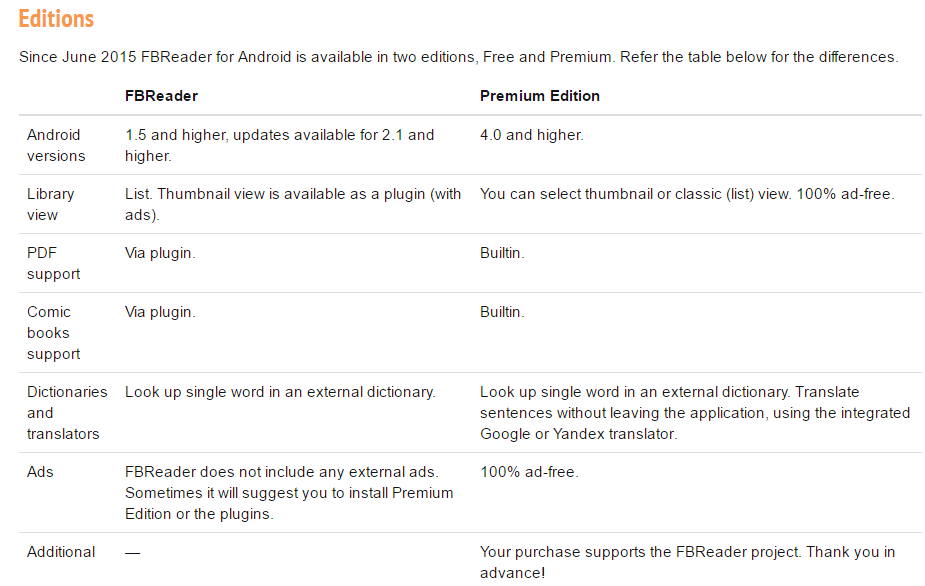 Editions
Since June 2015 FBReader for Android is available in two editions, Free and Premium. Refer the table below for the differences.
FBReader Premium Edition
Android versions
1.5 and higher, updates available for 2.1 and higher.
4.0 and higher.
Library view
List. Thumbnail view is available as a plugin (with ads).
You can select thumbnail or classic (list) view. 100% ad-free.
PDF support
Via plugin.
Builtin.
Comic books support
Via plugin.
Builtin.
Dictionaries and translators
Look up single word in an external dictionary.
Look up single word in an external dictionary. Translate sentences without leaving the application, using the integrated Google or Yandex translator.
Ads
FBReader does not include any external ads. Sometimes it will suggest you to install Premium Edition or the plugins.
100% ad-free.
Additional
—
Your purchase supports the FBReader project. Thank you in advance!